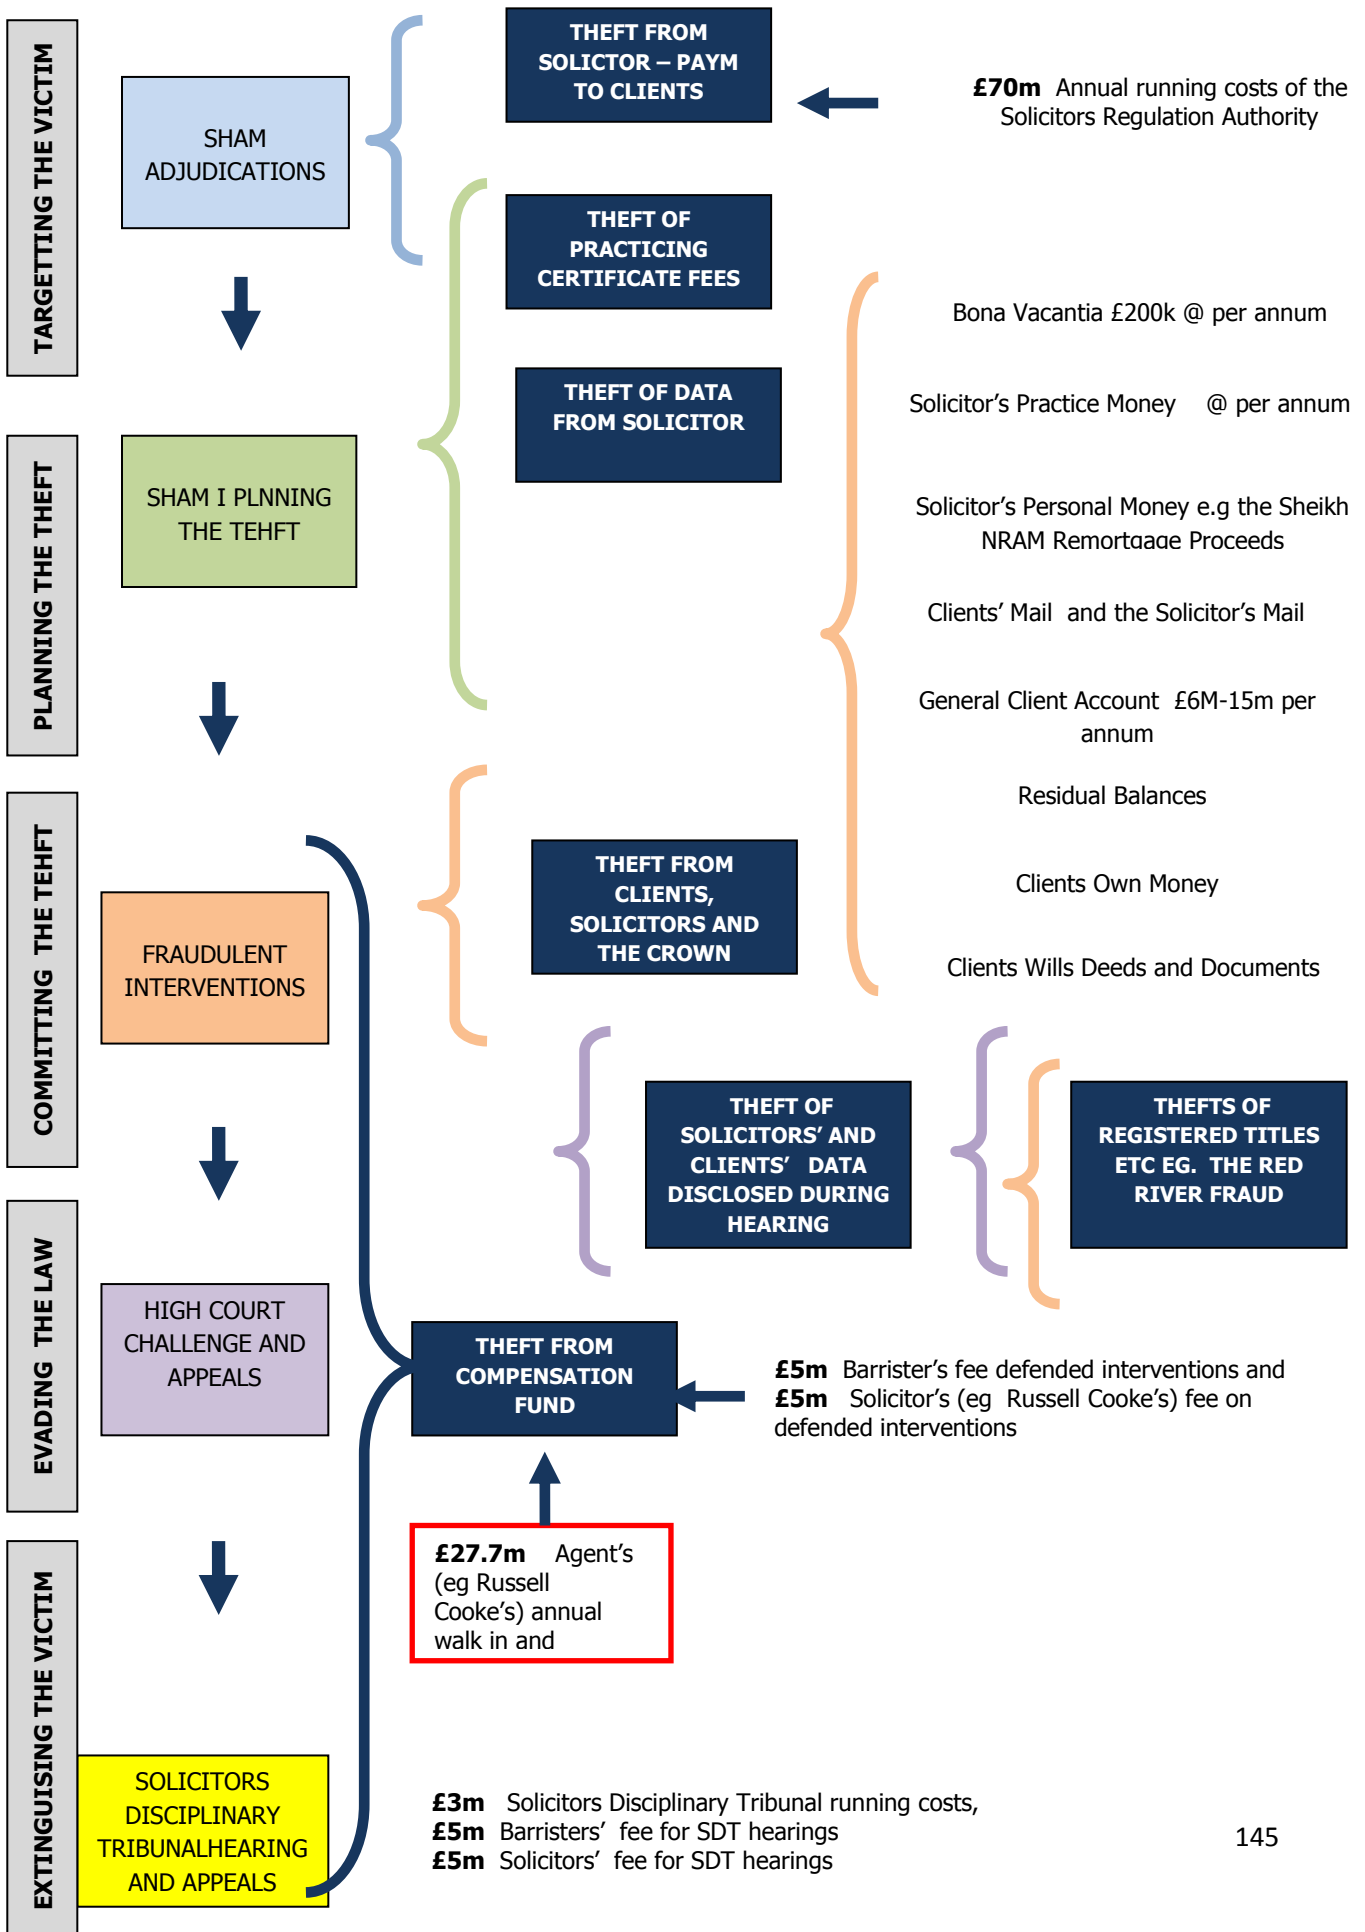 TARGETTING THE VICTIM
SHAM
ADJUDICATIONS
THEFT FROM
SOLICTOR – PAYM
TO CLIENTS
£70m Annual running costs of the
Solicitors Regulation Authority
THEFT OF
PRACTICING
CERTIFICATE FEES
THEFT OF DATA
FROM SOLICITOR
PLANNING THE THEFT
SHAM I PLNNING
THE TEHFT
Bona Vacantia £200k @ per annum
Solicitor’s Practice Money @ per annum
Solicitor’s Personal Money e.g the Sheikh
NRAM Remortgage Proceeds
Clients’ Mail and the Solicitor’s Mail
General Client Account £6M-15m per
annum
Residual Balances
Clients Own Money
Clients Wills Deeds and Documents
COMMITTING THE TEHFT
FRAUDULENT
INTERVENTIONS
THEFT FROM
CLIENTS,
SOLICITORS AND
THE CROWN
THEFT OF
SOLICITORS’ AND
CLIENTS’ DATA
DISCLOSED DURING
HEARING
THEFTS OF
REGISTERED TITLES
ETC EG. THE RED
RIVER FRAUD
EVADING THE LAW
HIGH COURT
CHALLENGE AND
APPEALS
THEFT FROM
COMPENSATION
FUND
£5m Barrister’s fee defended interventions and
£5m Solicitor’s (eg Russell Cooke’s) fee on
defended interventions
£27.7m Agent’s
(eg Russell
Cooke’s) annual
walk in and
EXTINGUISING THE VICTIM
SOLICITORS
DISCIPLINARY
TRIBUNALHEARING
AND APPEALS
£3m Solicitors Disciplinary Tribunal running costs,
£5m Barristers’ fee for SDT hearings
£5m Solicitors’ fee for SDT hearings
145